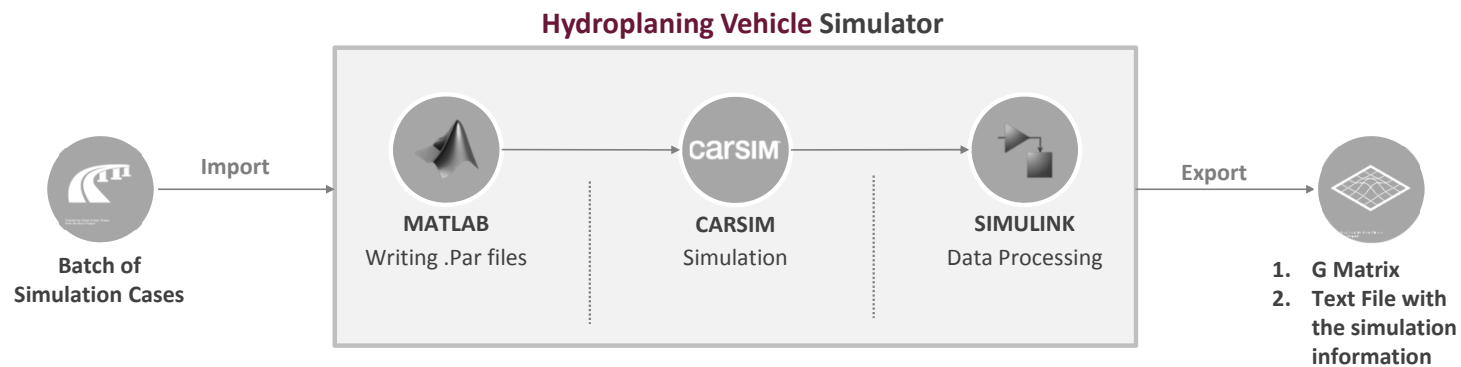 Hydroplaning Vehicle Simulator
Import
Batch of
Simulation Cases
MATLAB
Writing .Par files
CARSIM
CARSIM
Simulation
SIMULINK
Data Processing
Export
1. G Matrix
2. Text File with
the simulation
information